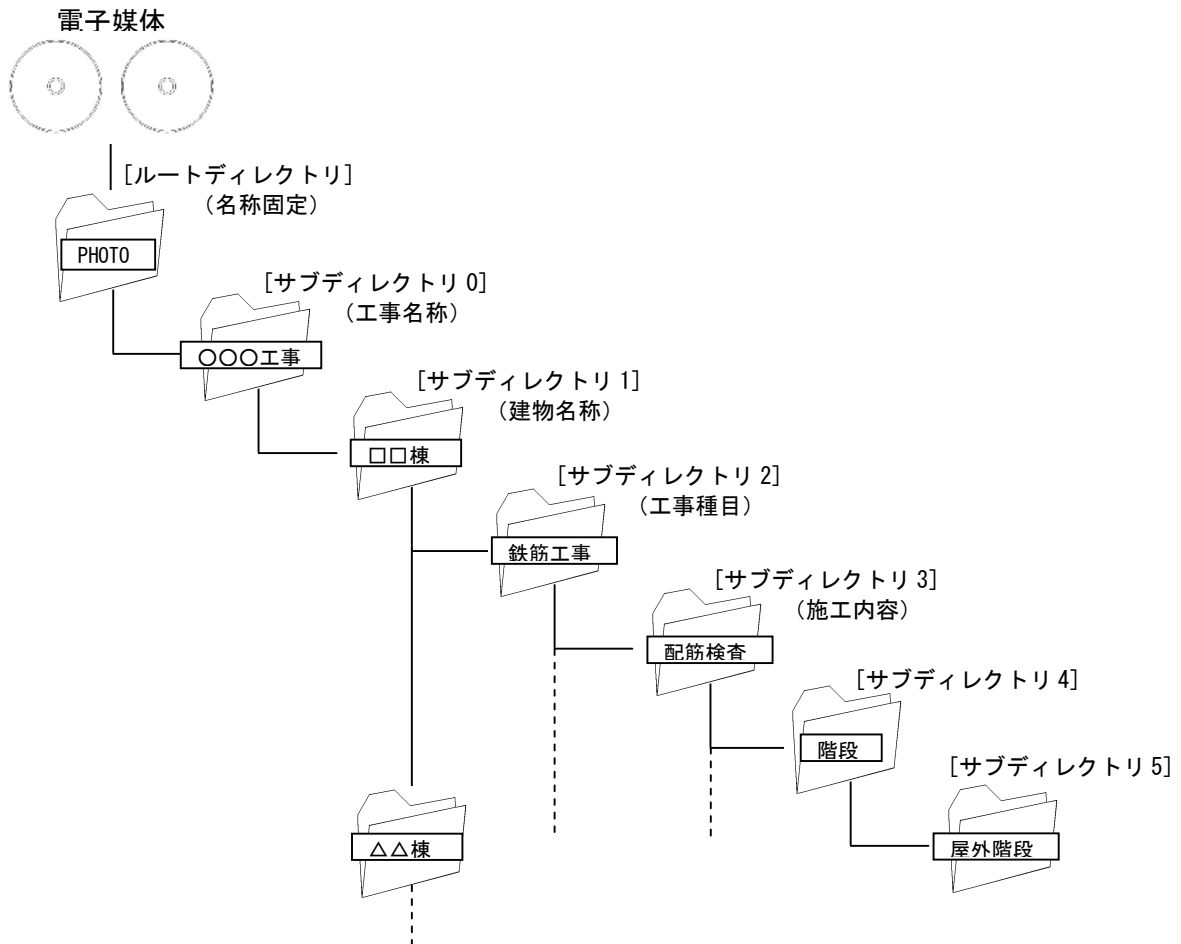 電子媒体
[ルートディレクトリ]
（名称固定）
PHOTO
[サブディレクトリ0]
（工事名称）
○○○工事
[サブディレクトリ1]
（建物名称）
□□棟
[サブディレクトリ2]
（工事種目）
鉄筋工事
[サブディレクトリ3]
（施工内容）
配筋検査
[サブディレクトリ4]
階段
[サブディレクトリ5]
屋外階段
△△棟